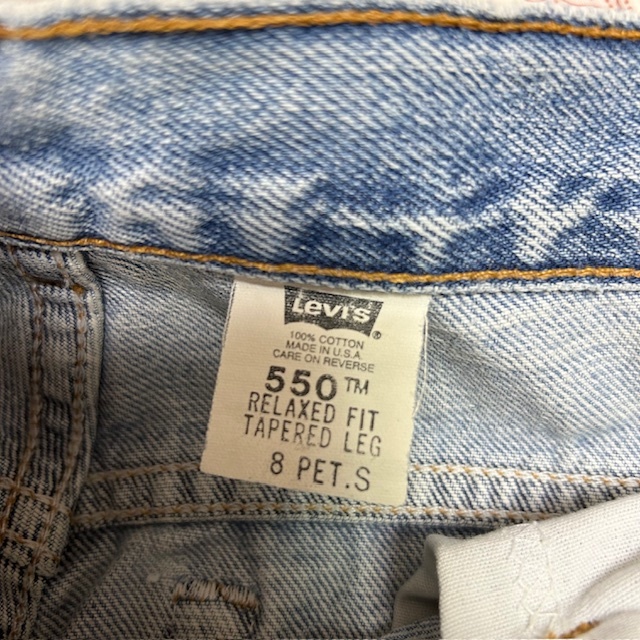 Levi's ®
100% COTTON
MADE IN U.S.A.
CARE ON REVERSE
550™
RELAXED FIT
TAPERED LEG
8 PET.S